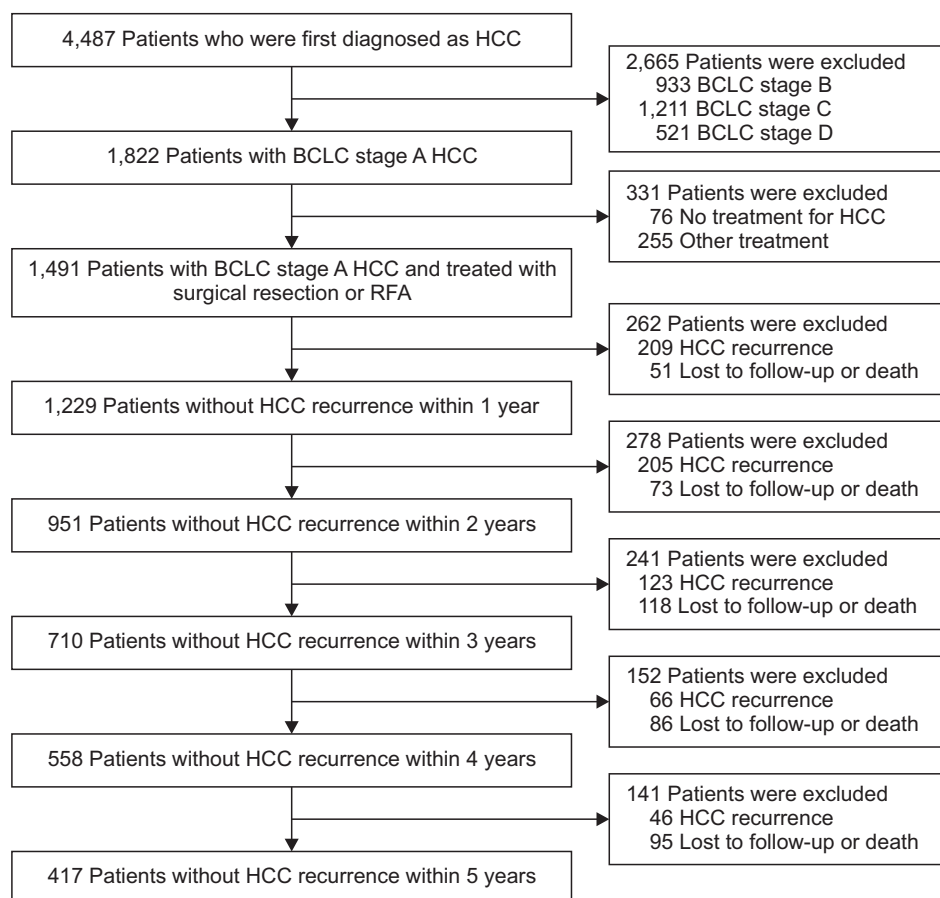 4,487 Patients who were first diagnosed as HCC
2,665 Patients were excluded
933 BCLC stage B
1,211 BCLC stage C
521 BCLC stage D
1,822 Patients with BCLC stage A HCC
331 Patients were excluded
76 No treatment for HCC
255 Other treatment
1,491 Patients with BCLC stage A HCC and treated with
surgical resection or RFA
262 Patients were excluded
209 HCC recurrence
51 Lost to follow-up or death
1,229 Patients without HCC recurrence within 1 year
278 Patients were excluded
205 HCC recurrence
73 Lost to follow-up or death
951 Patients without HCC recurrence within 2 years
241 Patients were excluded
123 HCC recurrence
118 Lost to follow-up or death
710 Patients without HCC recurrence within 3 years
152 Patients were excluded
66 HCC recurrence
86 Lost to follow-up or death
558 Patients without HCC recurrence within 4 years
141 Patients were excluded
46 HCC recurrence
95 Lost to follow-up or death
417 Patients without HCC recurrence within 5 years